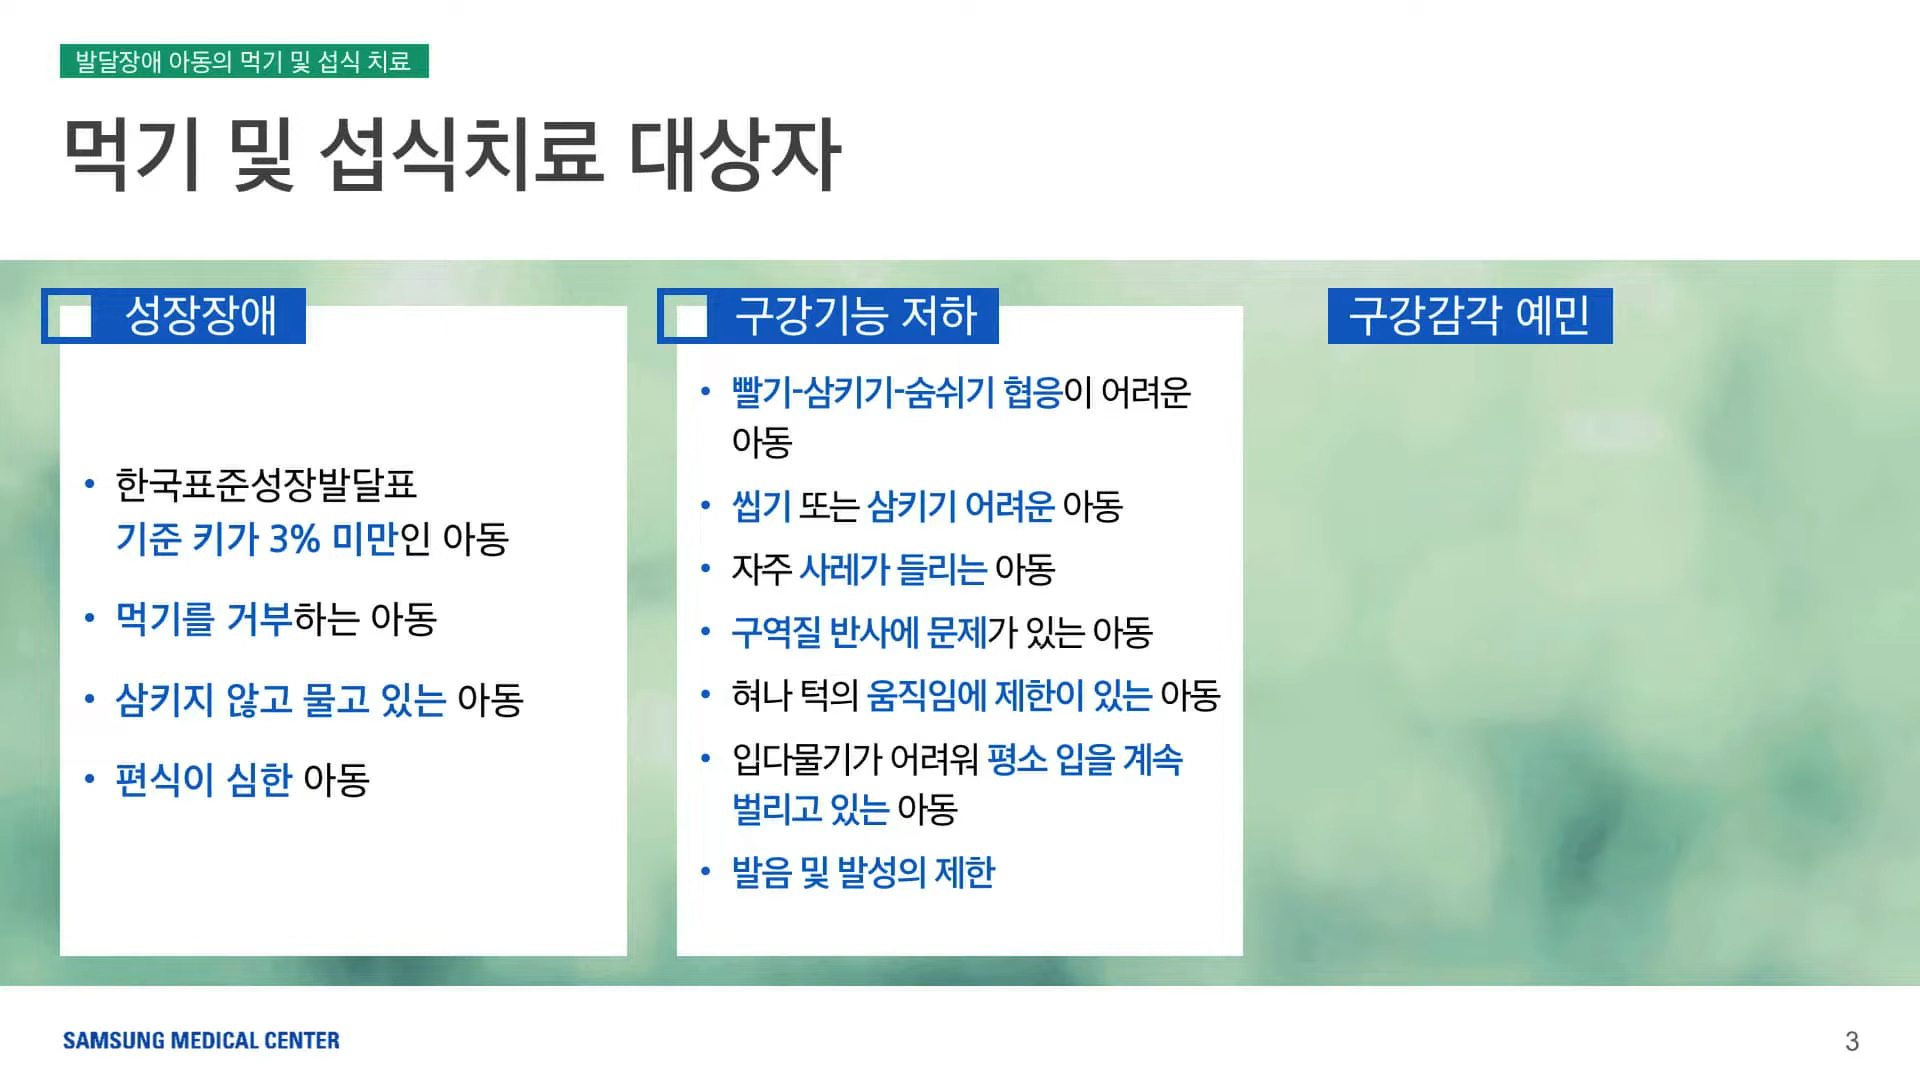 발달장애 아동의 먹기 및 섭식 치료
먹기 및 섭식치료 대상자
성장장애
• 한국표준성장발달표
기준 키가 3% 미만인 아동
• 먹기를 거부하는 아동
• 삼키지 않고 물고 있는 아동
• 편식이 심한 아동
구강기능 저하
• 빨기-삼키기-숨쉬기 협응이 어려운
아동
• 씹기 또는 삼키기 어려운 아동
• 자주 사레가 들리는 아동
• 구역질 반사에 문제가 있는 아동
• 혀나 턱의 움직임에 제한이 있는 아동
• 입다물기가 어려워 평소 입을 계속
벌리고 있는 아동
• 발음 및 발성의 제한
구강감각 예민
SAMSUNG MEDICAL CENTER
3